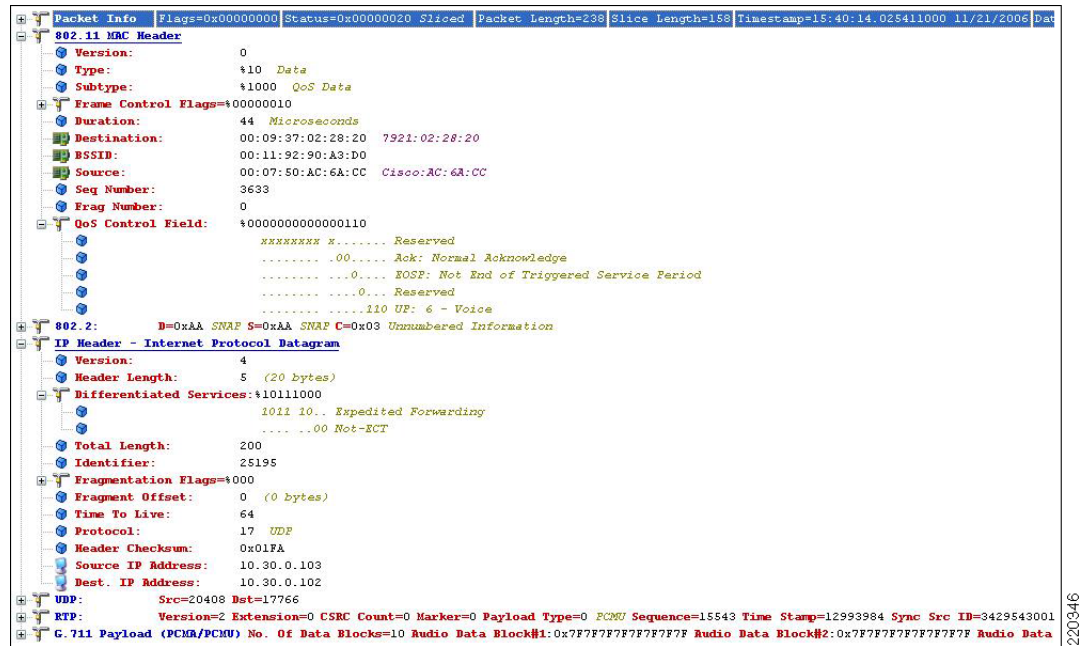 Packet Info Flags=0x00000000 Status=0x00000020 Sliced Packet Length=238 Slice Length=158 Timestamp=15:40:14.025411000 11/21/2006 Dat
802.11 MAC Header
Version: 0
Type: %10 Data
Subtype: %1000 QoS Data
Frame Control Flags=%00000010
Duration: 44 Microseconds
Destination: 00:09:37:02:28:20 7921:02:28:20
BSSID: 00:11:92:90:A3:D0
Source: 00:07:50:AC:6A:CC Cisco:AC:6A:CC
Seq Number: 3633
Frag Number: 0
QoS Control Field: %0000000000000110
xxxxxxxx x....... Reserved
........ .00..... Ack: Normal Acknowledge
........ ...0.... EOSP: Not End of Triggered Service Period
........ ....0... Reserved
........ .....110 UP: 6 - Voice
802.2: D=0xAA SNAP S=0xAA SNAP C=0x03 Unnumbered Information
IP Header - Internet Protocol Datagram
Version: 4
Header Length: 5 (20 bytes)
Differentiated Services:%10111000
1011 10.. Expedited Forwarding
.... ..00 Not-ECT
Total Length: 200
Identifier: 25195
Fragmentation Flags=%000
Fragment Offset: 0 (0 bytes)
Time To Live: 64
Protocol: 17 UDP
Header Checksum: 0x01FA
Source IP Address: 10.30.0.103
Dest. IP Address: 10.30.0.102
UDP: Src=20408 Dst=17766
RTP: Version=2 Extension=0 CSRC Count=0 Marker=0 Payload Type=0 PCMU Sequence=15543 Time Stamp=12993984 Sync Src ID=3429543001
G.711 Payload (PCMA/PCMU) No. Of Data Blocks=10 Audio Data Block#1:0x7F7F7F7F7F7F7F7F Audio Data Block#2:0x7F7F7F7F7F7F7F7F Audio Data
220346